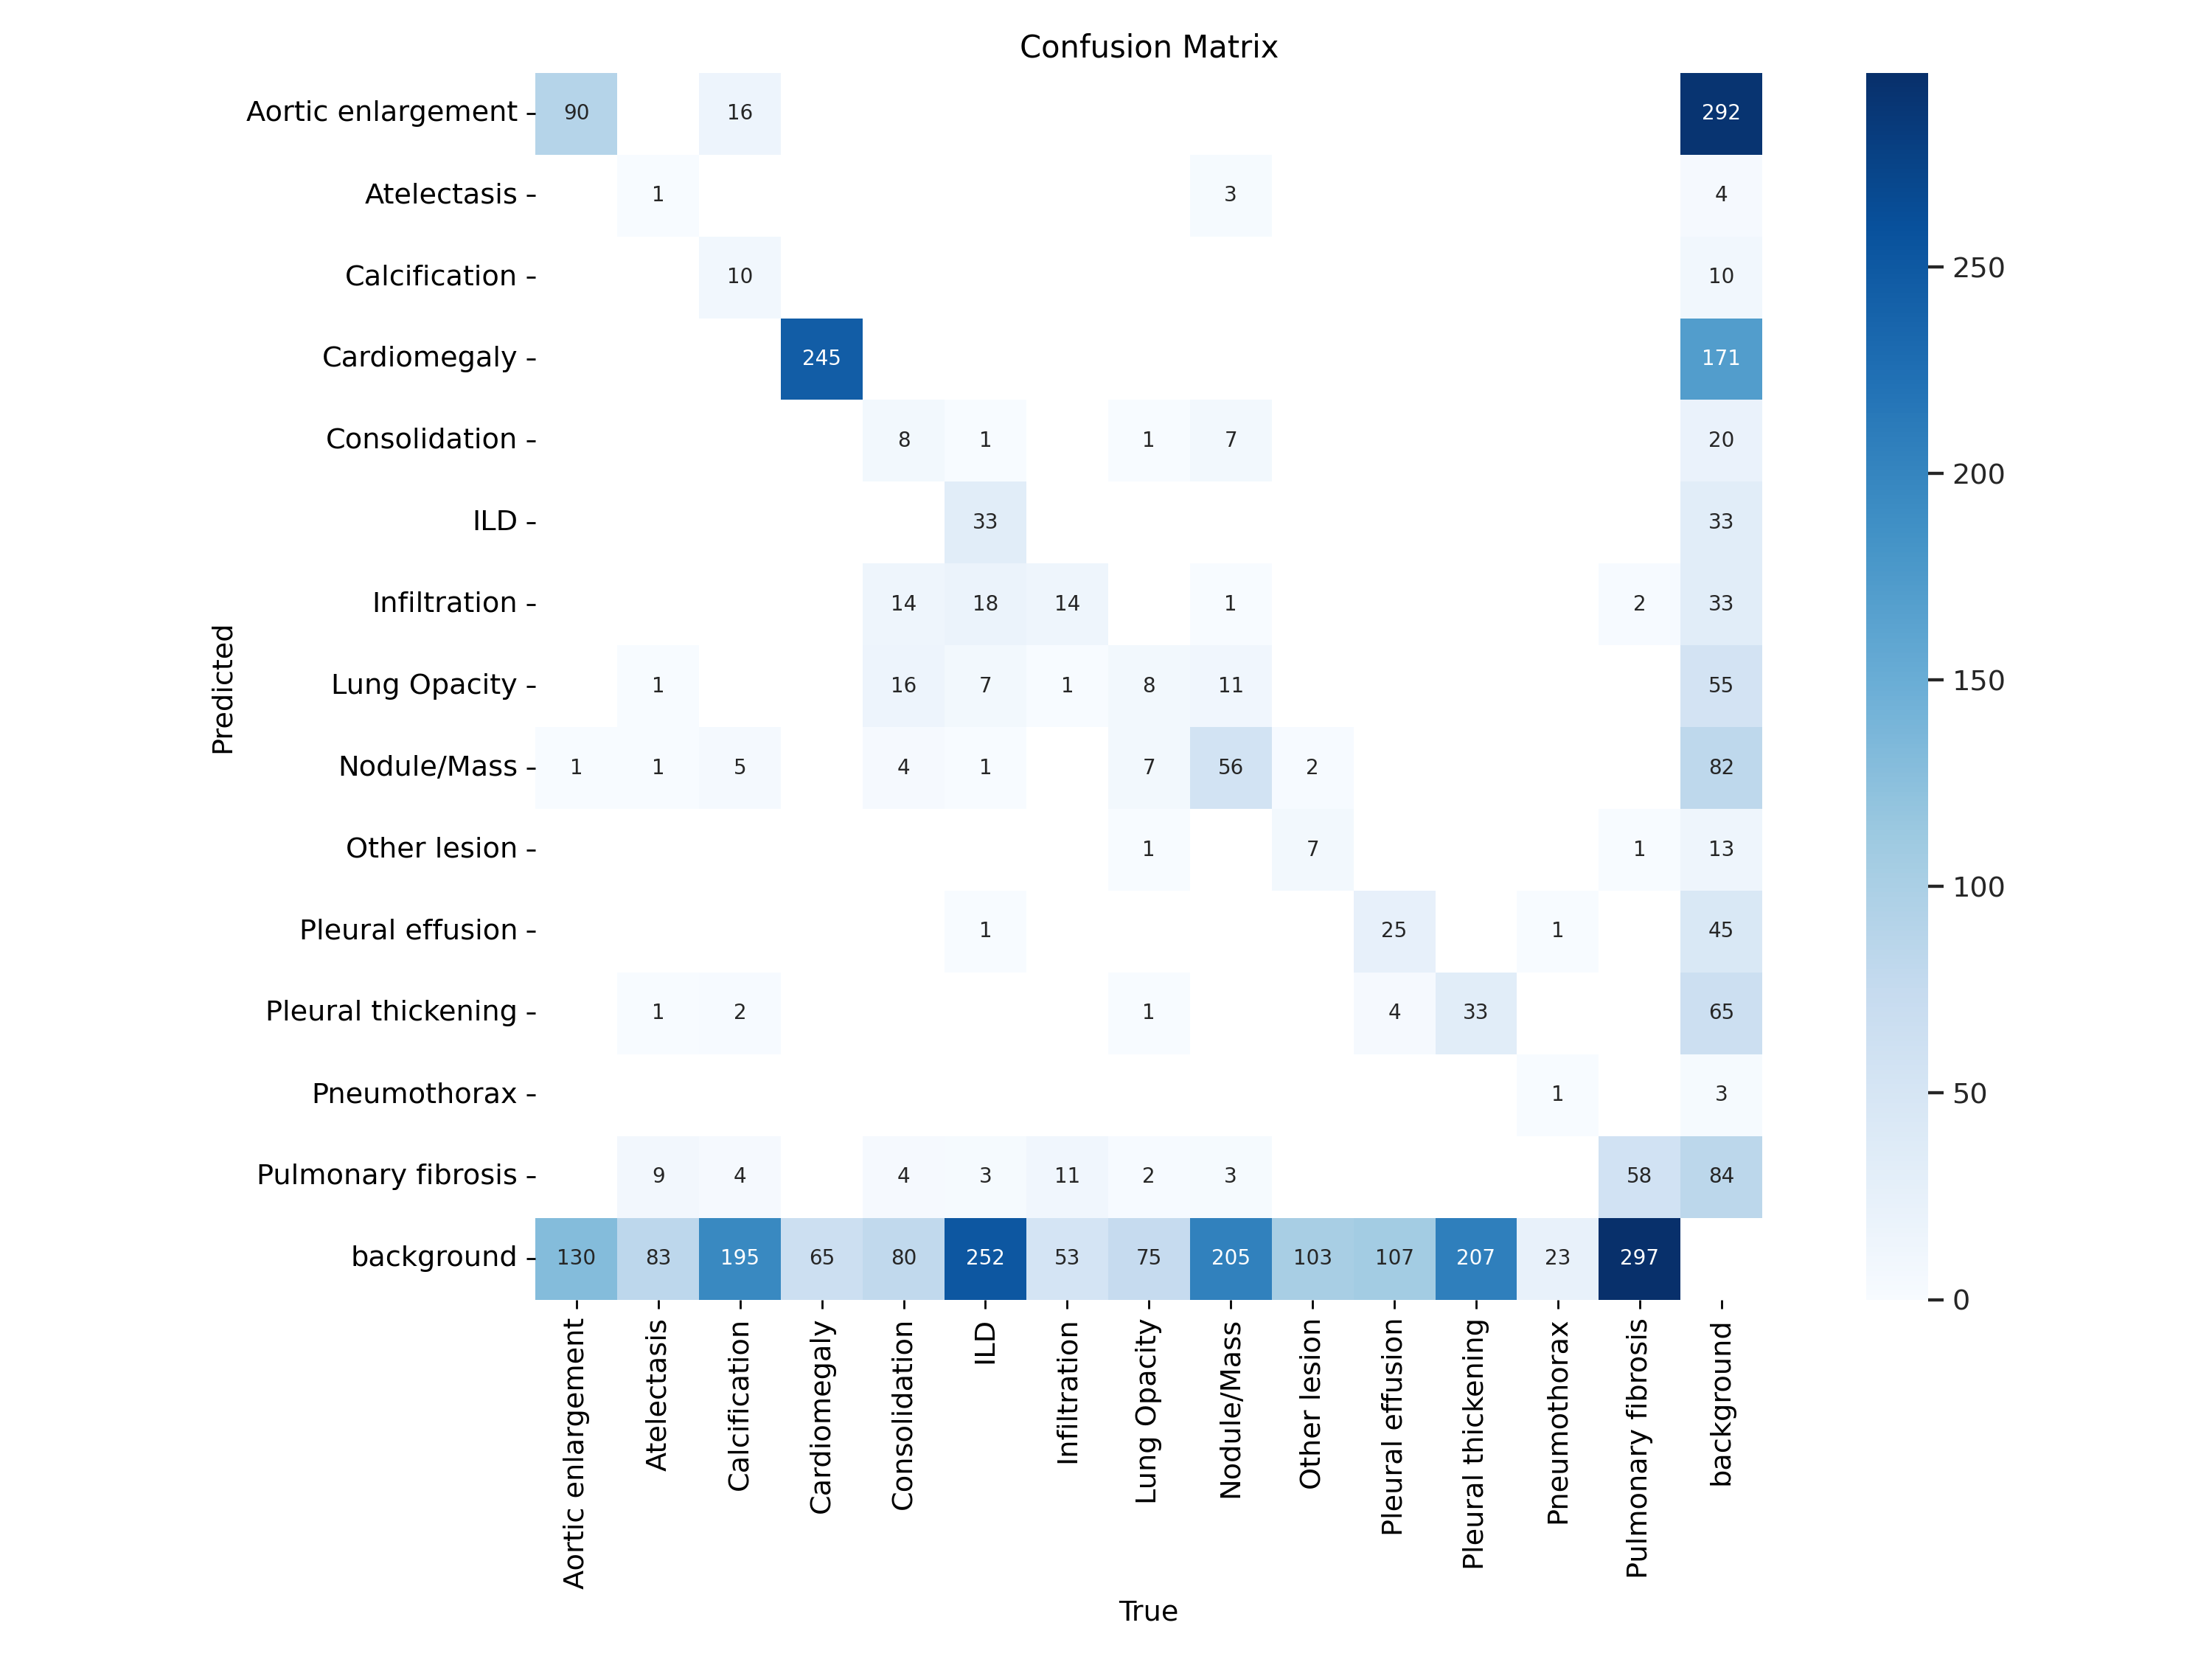 Confusion Matrix
Aortic enlargement 90 16 292
Atelectasis 1 3 4
Calcification 10 10
Cardiomegaly 245 171
Consolidation 8 1 1 7 20
ILD 33 33
Infiltration 14 18 14 1 2 33
Lung Opacity 1 16 7 1 8 11 55
Nodule/Mass 1 1 5 4 1 7 56 2 82
Other lesion 1 7 1 13
Pleural effusion 1 25 1 45
Pleural thickening 1 2 1 4 33 65
Pneumothorax 1 3
Pulmonary fibrosis 9 4 4 3 11 2 3 58 84
background 130 83 195 65 80 252 53 75 205 103 107 207 23 297
Predicted
Aortic enlargement
Atelectasis
Calcification
Cardiomegaly
Consolidation
ILD
Infiltration
Lung Opacity
Nodule/Mass
Other lesion
Pleural effusion
Pleural thickening
Pneumothorax
Pulmonary fibrosis
background
True
250
200
150
100
50
0